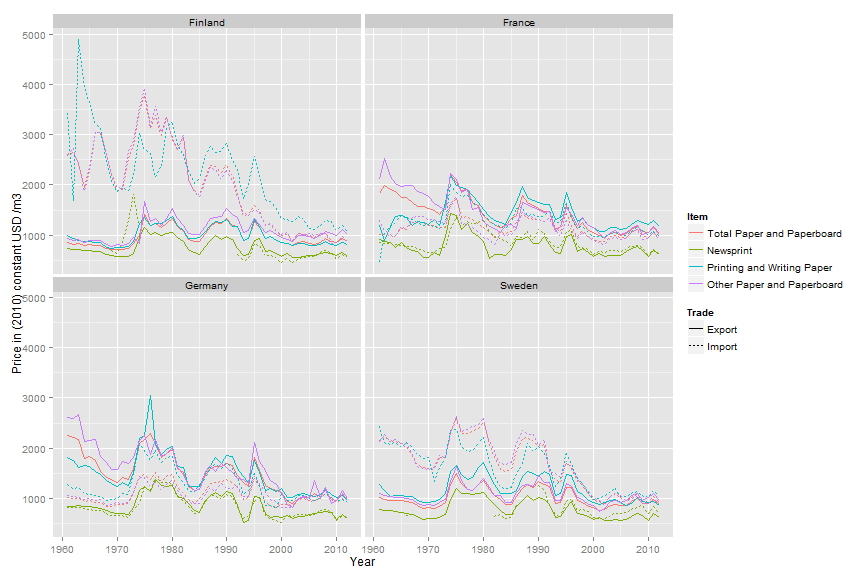 Finland
France
5000
4000
3000
2000
1000
Germany
Sweden
5000
4000
3000
2000
1000
1960 1970 1980 1990 2000 2010
1960 1970 1980 1990 2000 2010
Year
Price in (2010) constant USD /m3
Item
Total Paper and Paperboard
Newsprint
Printing and Writing Paper
Other Paper and Paperboard
Trade
Export
Import